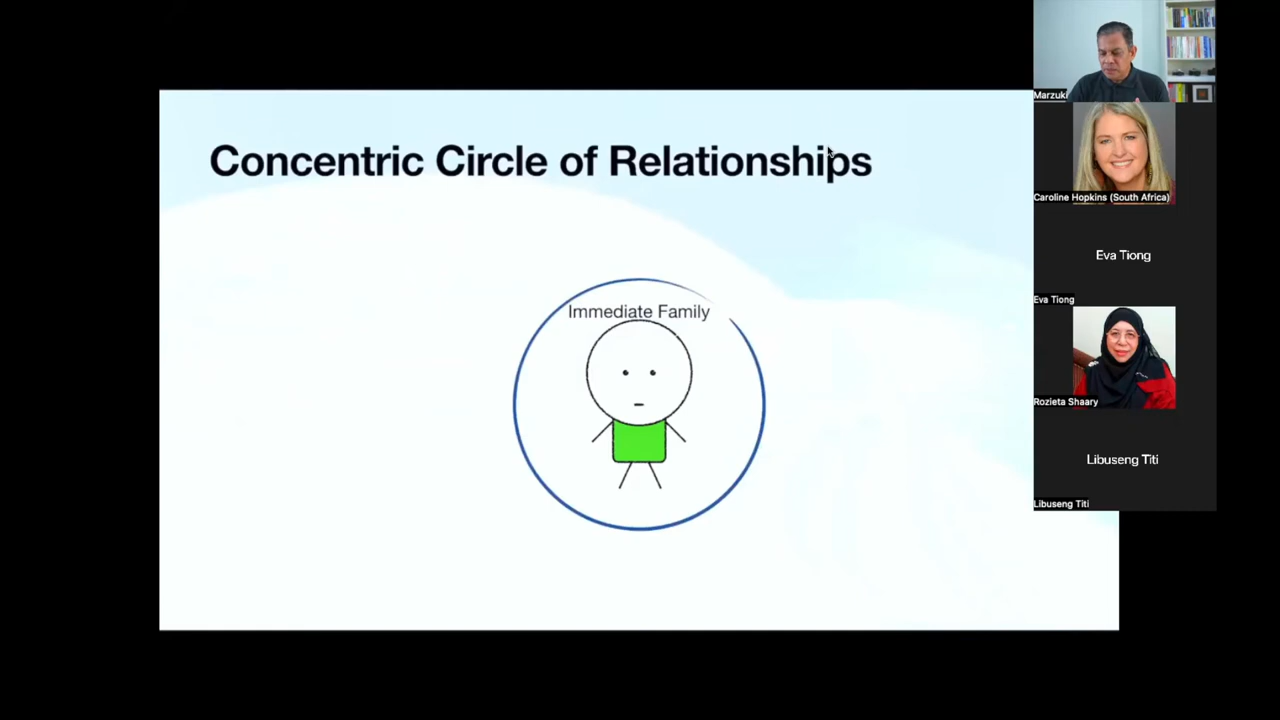 Concentric Circle of Relationships
Immediate Family
Marzuki
Caroline Hopkins (South Africa)
Eva Tiong
Eva Tiong
Rozieta Shaary
Libuseng Titi
Libuseng Titi